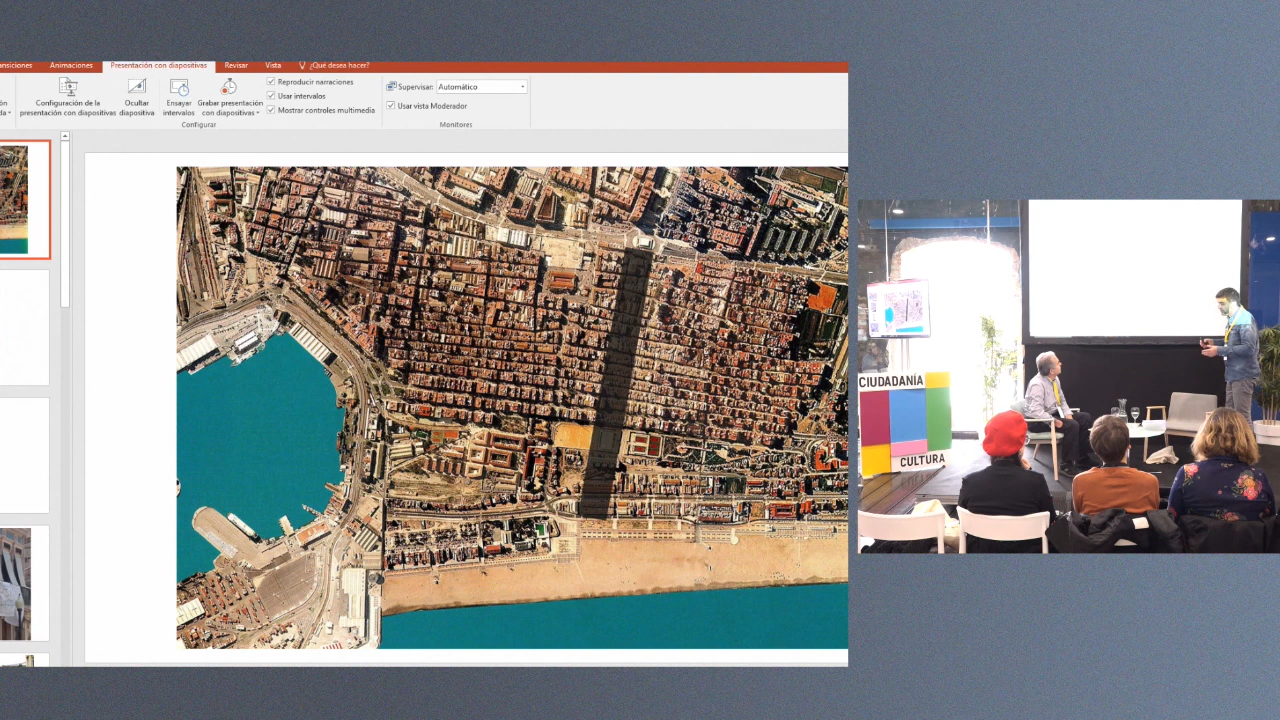 ansiciones Animaciones Presentación con diapositivas Revisar Vista ¿Qué desea hacer?
Configuración de la
presentación con diapositivas
Ocultar
diapositiva
Ensayar
intervalos
Grabar presentación
con diapositivas
Reproducir narraciones
Usar intervalos
Mostrar controles multimedia
Configurar
Supervisar: Automático
Usar vista Moderador
Monitores
CIUDADANÍA
CULTURA